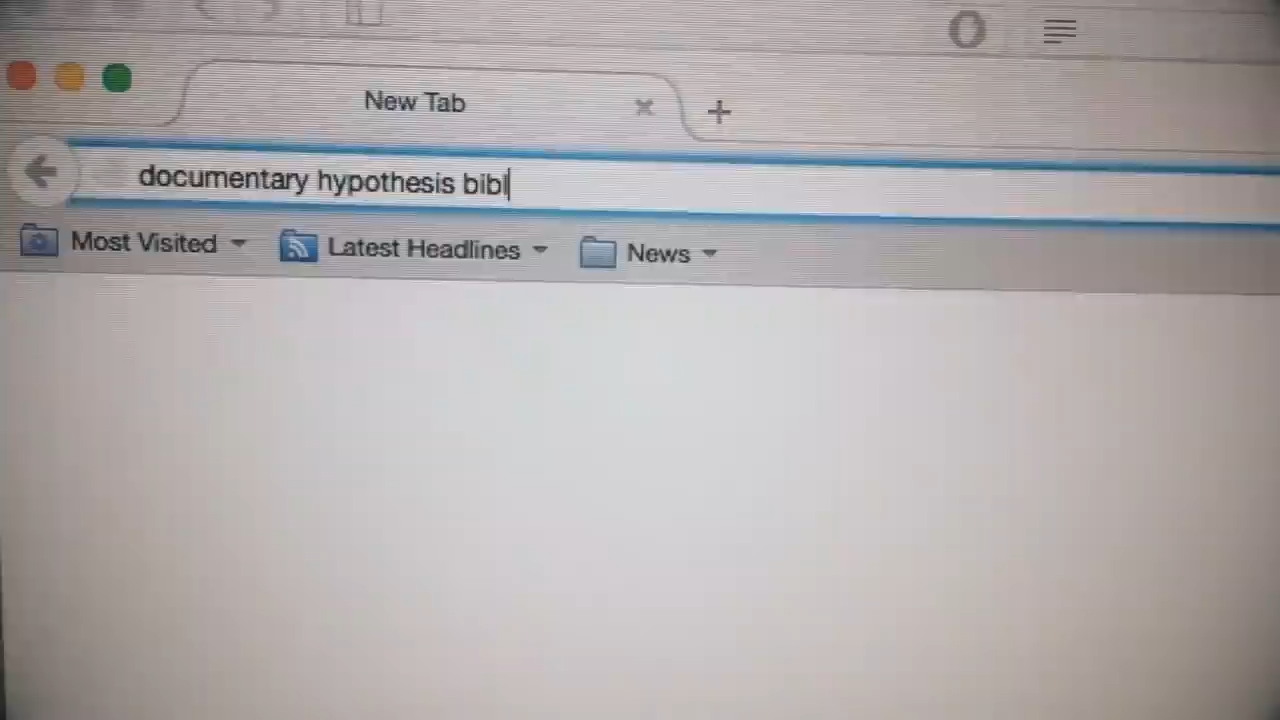 New Tab
documentary hypothesis bibl
Most Visited Latest Headlines News